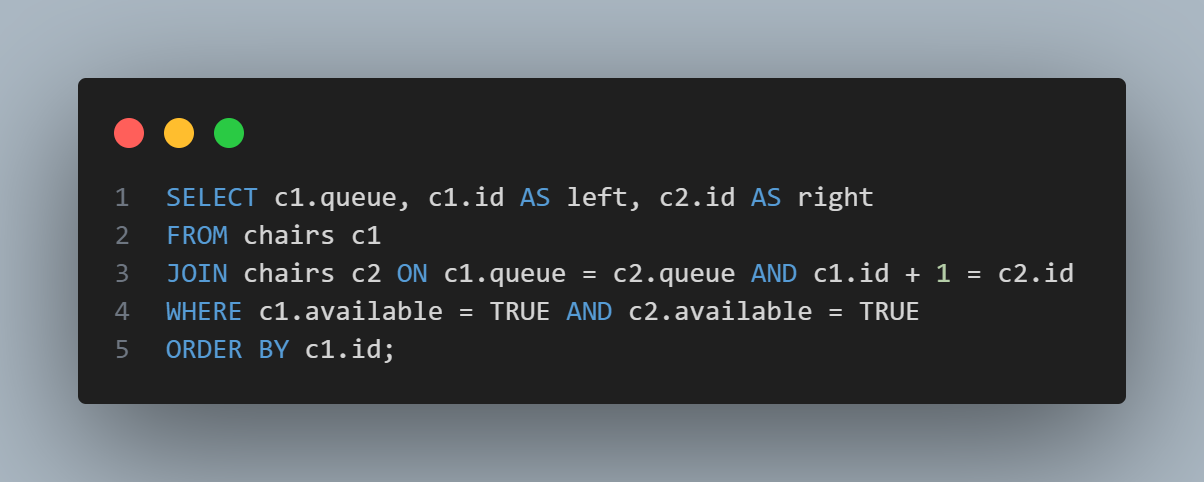 1 SELECT c1.queue, c1.id AS left, c2.id AS right
2 FROM chairs c1
3 JOIN chairs c2 ON c1.queue = c2.queue AND c1.id + 1 = c2.id
4 WHERE c1.available = TRUE AND c2.available = TRUE
5 ORDER BY c1.id;